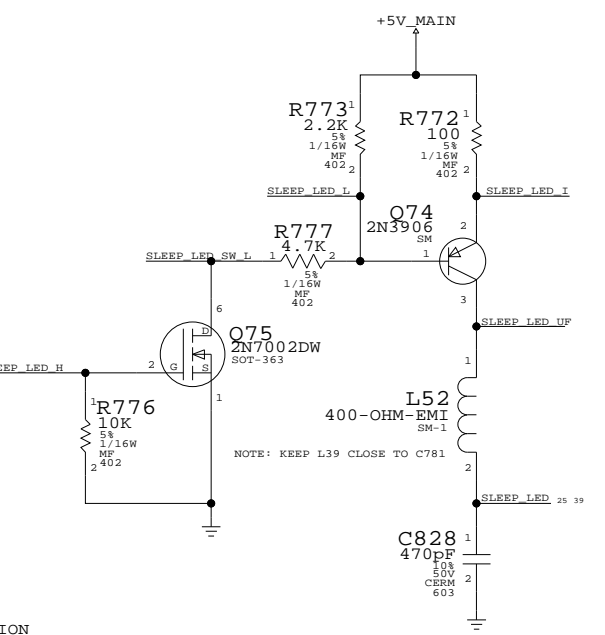 +5V_MAIN
R773
2.2K
5%
1/16W
MF
402
1
2
R772
100
5%
1/16W
MF
402
1
2
SLEEP_LED_L
SLEEP_LED_I
Q74
2N3906
SM
2
1
3
R777
4.7K
1
2
5%
1/16W
MF
402
SLEEP_LED_SW_L
6
Q75
2N7002DW
SOT-363
D
G
S
2
1
SLEEP_LED_UF
EP_LED_H
R776
10K
5%
1/16W
MF
402
1
2
1
L52
400-OHM-EMI
SM-1
2
NOTE: KEEP L39 CLOSE TO C781
SLEEP_LED 25 39
C828
470pF
10%
50V
CERM
603
1
2
ION